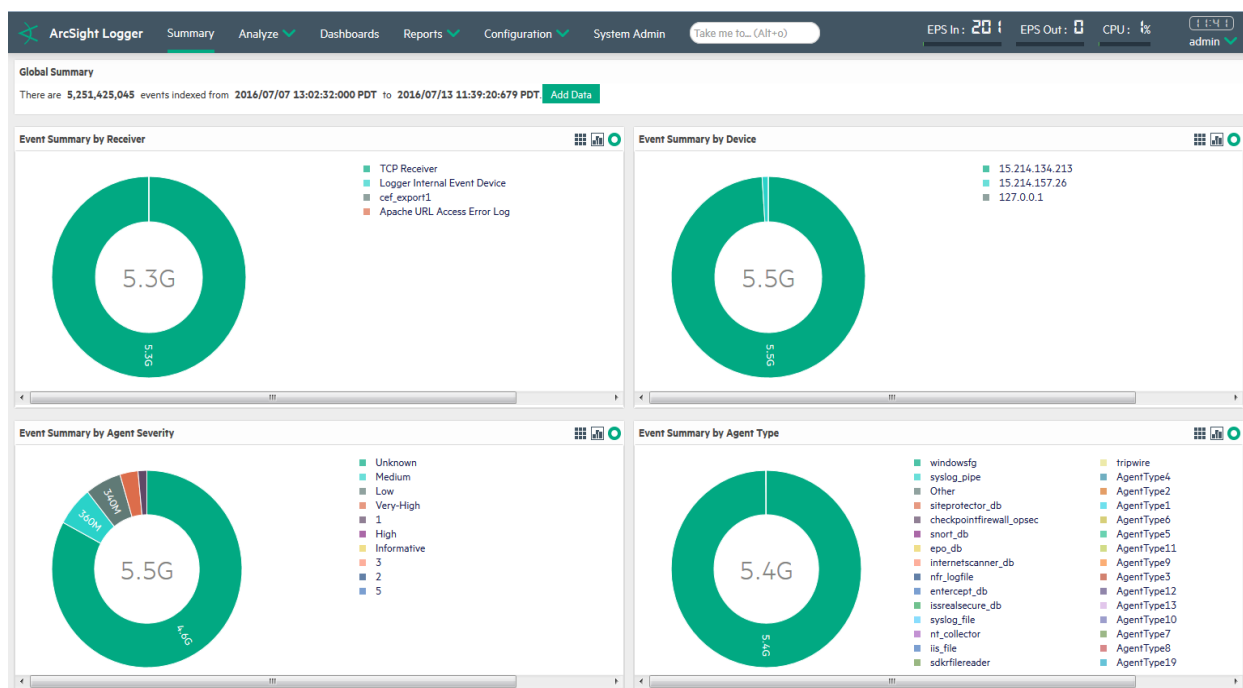 ArcSight Logger Summary Analyze Dashboards Reports Configuration System Admin Take me to... (Alt+o) EPS In: 201 EPS Out: 0 CPU: 1% 11:41
admin
Global Summary
There are 5,251,425,045 events indexed from 2016/07/07 13:02:32:000 PDT to 2016/07/13 11:39:20:679 PDT. Add Data
Event Summary by Receiver
5.3G
5.3G
TCP Receiver
Logger Internal Event Device
cef_export1
Apache URL Access Error Log
Event Summary by Device
5.5G
5.5G
15.214.134.213
15.214.157.26
127.0.0.1
Event Summary by Agent Severity
340M
360M
5.5G
4.6G
Unknown
Medium
Low
Very-High
1
High
Informative
3
2
5
Event Summary by Agent Type
5.4G
5.4G
windowsfg
syslog_pipe
Other
siteprotector_db
checkpointfirewall_opsec
snort_db
epo_db
internetscanner_db
nfr_logfile
entercept_db
issrealsecure_db
syslog_file
nt_collector
iis_file
sdkrfilereader
tripwire
AgentType4
AgentType2
AgentType1
AgentType6
AgentType5
AgentType11
AgentType9
AgentType3
AgentType12
AgentType13
AgentType10
AgentType7
AgentType8
AgentType19